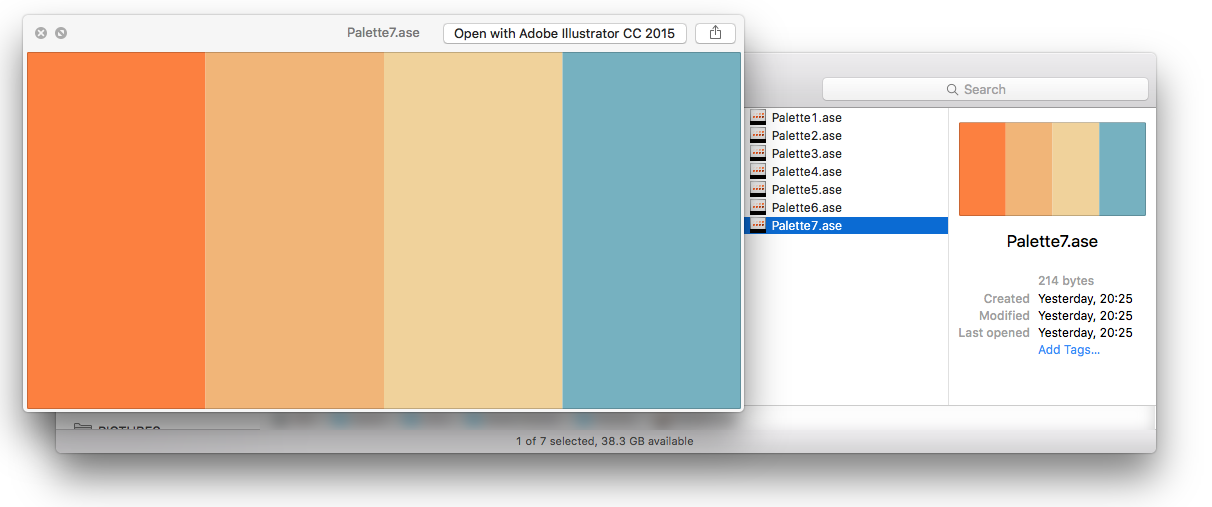 Palette7.ase
Open with Adobe Illustrator CC 2015
Search
Palette1.ase
Palette2.ase
Palette3.ase
Palette4.ase
Palette5.ase
Palette6.ase
Palette7.ase
Palette7.ase
214 bytes
Created Yesterday, 20:25
Modified Yesterday, 20:25
Last opened Yesterday, 20:25
Add Tags...
PICTURES
1 of 7 selected, 38.3 GB available